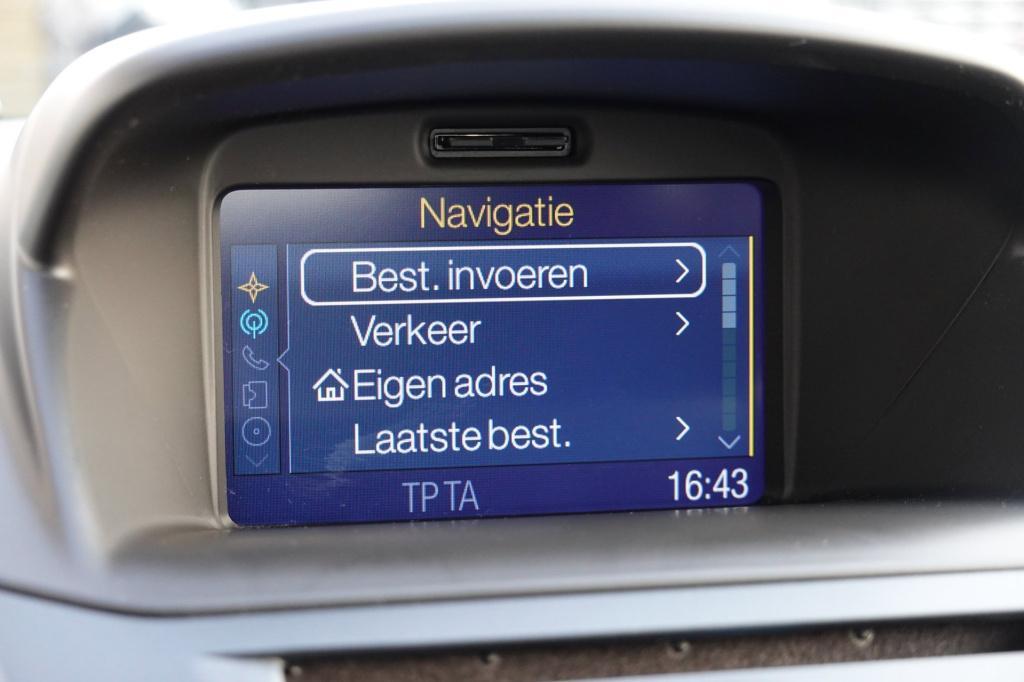 Navigatie
Best. invoeren
Verkeer
Eigen adres
Laatste best.
TP TA 16:43